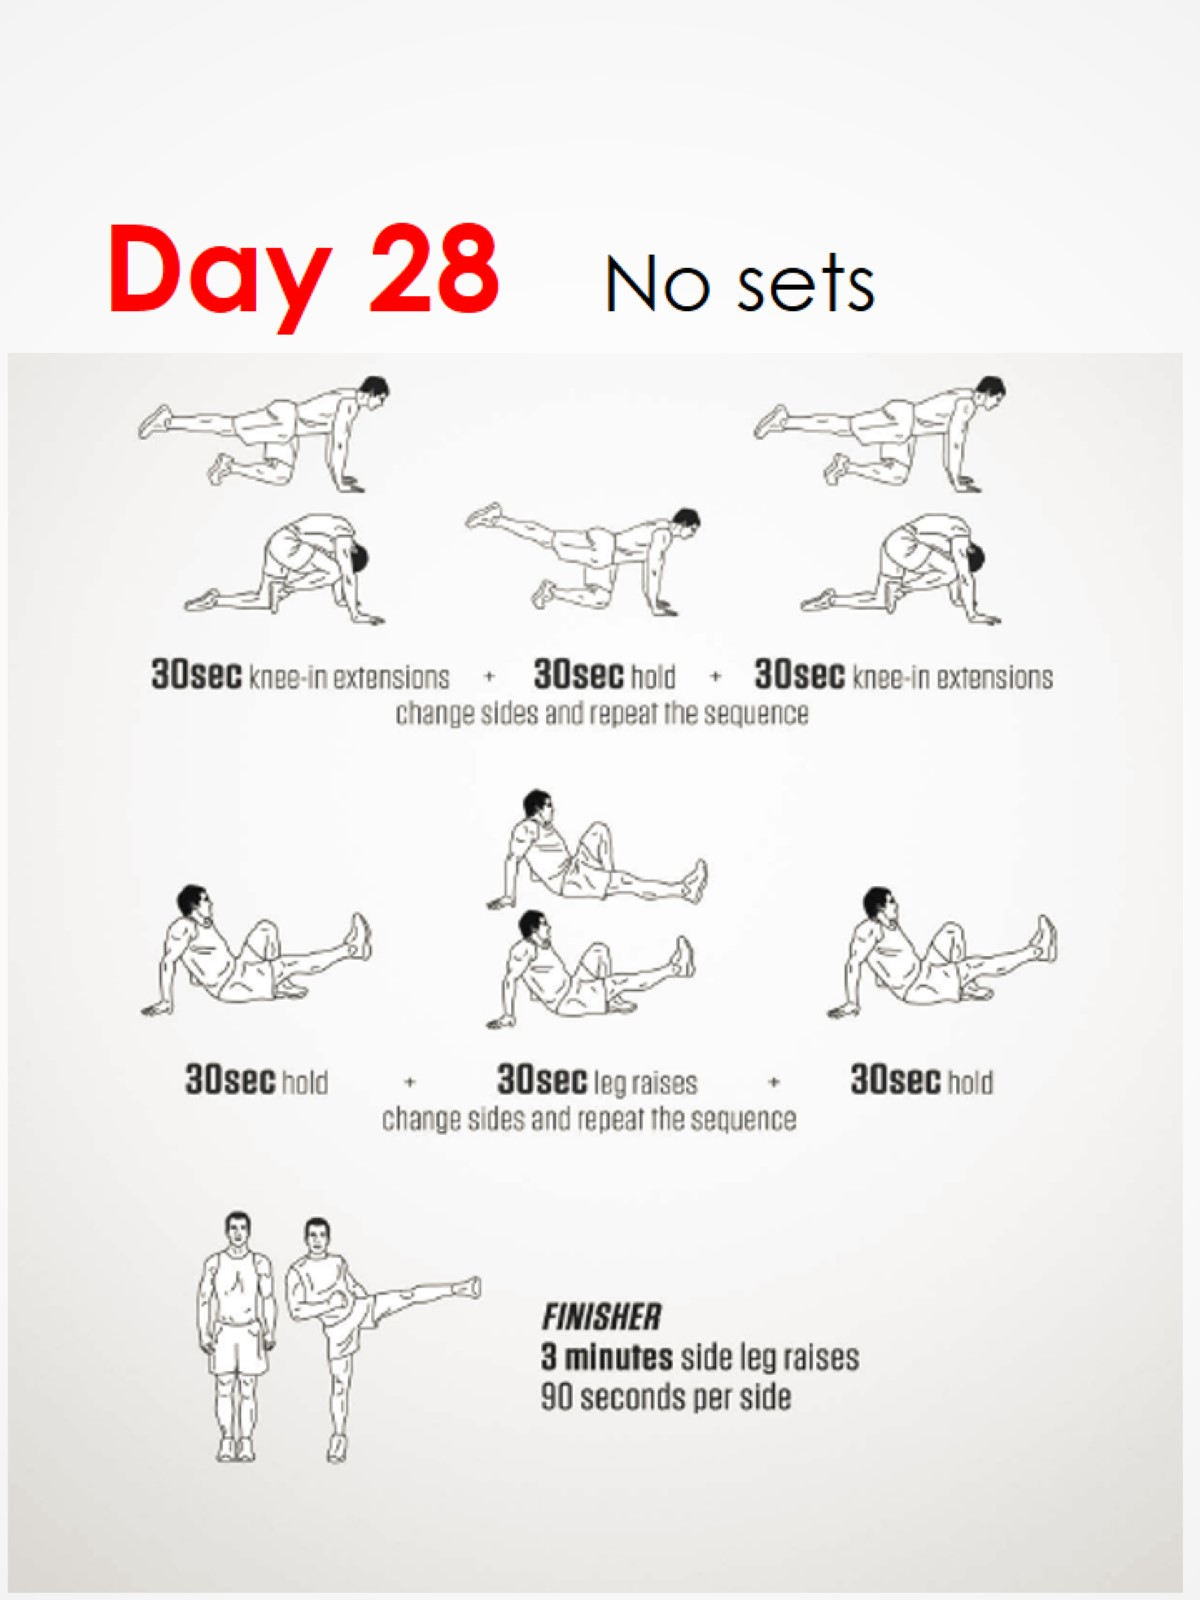 Day 28 No sets
30sec knee-in extensions + 30sec hold + 30sec knee-in extensions
change sides and repeat the sequence
30sec hold + 30sec leg raises + 30sec hold
change sides and repeat the sequence
FINISHER
3 minutes side leg raises
90 seconds per side